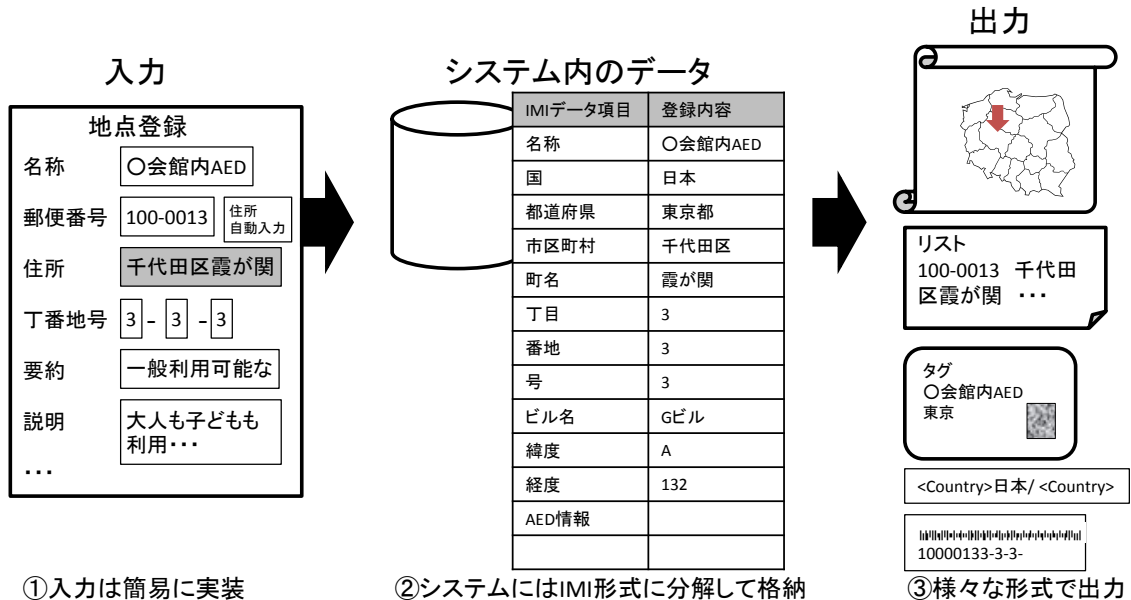 入力
地点登録
名称 〇会館内AED
郵便番号 100-0013 住所
自動入力
住所 千代田区霞が関
丁番地号 3 - 3 - 3
要約 一般利用可能な
説明 大人も子どもも
利用・・・
・・・
①入力は簡易に実装
システム内のデータ
IMIデータ項目 登録内容
名称 〇会館内AED
国 日本
都道府県 東京都
市区町村 千代田区
町名 霞が関
丁目 3
番地 3
号 3
ビル名 Gビル
緯度 A
経度 132
AED情報
②システムにはIMI形式に分解して格納
出力
リスト
100-0013 千代田
区霞が関 ・・・
タグ
〇会館内AED
東京
<Country>日本/ <Country>
10000133-3-3-
③様々な形式で出力